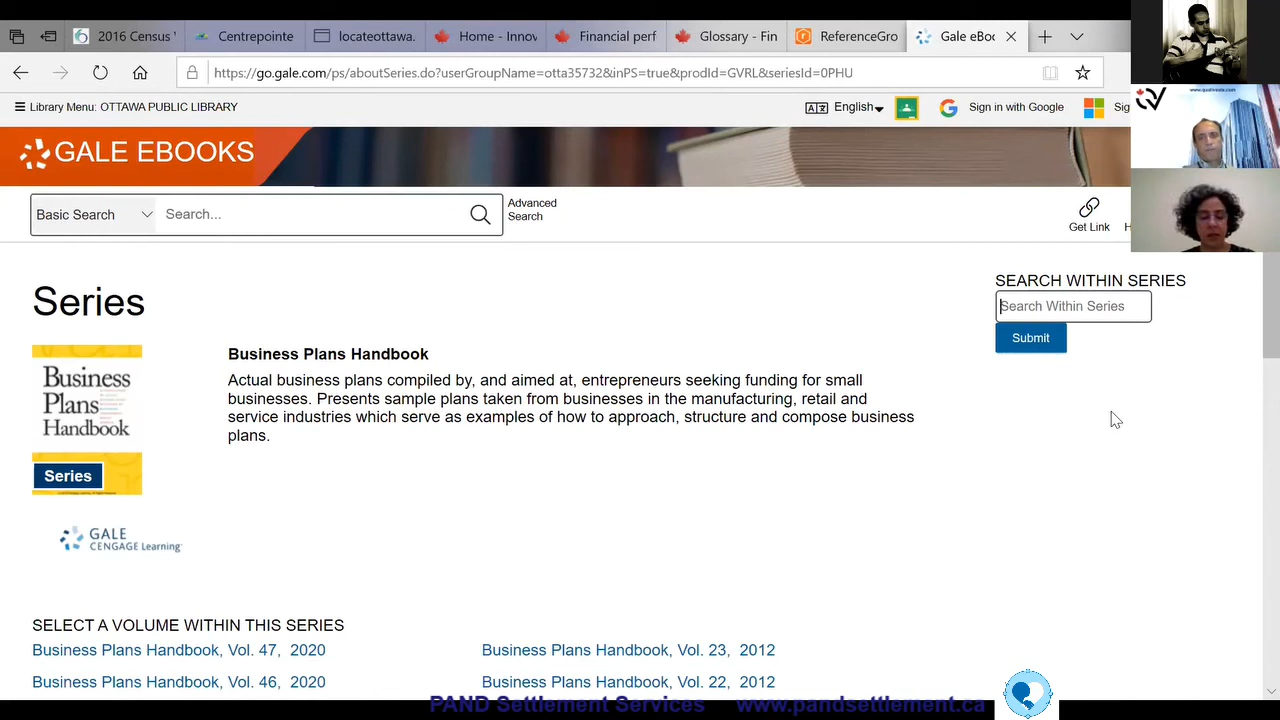 2016 Census
Centrepointe
locateottawa.
Home - Innov
Financial perf
Glossary - Fin
ReferenceGro
Gale eBoo
https://go.gale.com/ps/aboutSeries.do?userGroupName=otta35732&inPS=true&prodId=GVRL&seriesId=0PHU
Library Menu: OTTAWA PUBLIC LIBRARY
English
Sign in with Google
Sig
www.qualivests.com
GALE EBOOKS
Basic Search
Search...
Advanced
Search
Get Link
SEARCH WITHIN SERIES
Search Within Series
Submit
Series
Business
Plans
Handbook
Series
GALE
CENGAGE Learning
Business Plans Handbook
Actual business plans compiled by, and aimed at, entrepreneurs seeking funding for small
businesses. Presents sample plans taken from businesses in the manufacturing, retail and
service industries which serve as examples of how to approach, structure and compose business
plans.
SELECT A VOLUME WITHIN THIS SERIES
Business Plans Handbook, Vol. 47, 2020
Business Plans Handbook, Vol. 23, 2012
Business Plans Handbook, Vol. 46, 2020
Business Plans Handbook, Vol. 22, 2012
PAND Settlement Services www.pandsettlement.ca